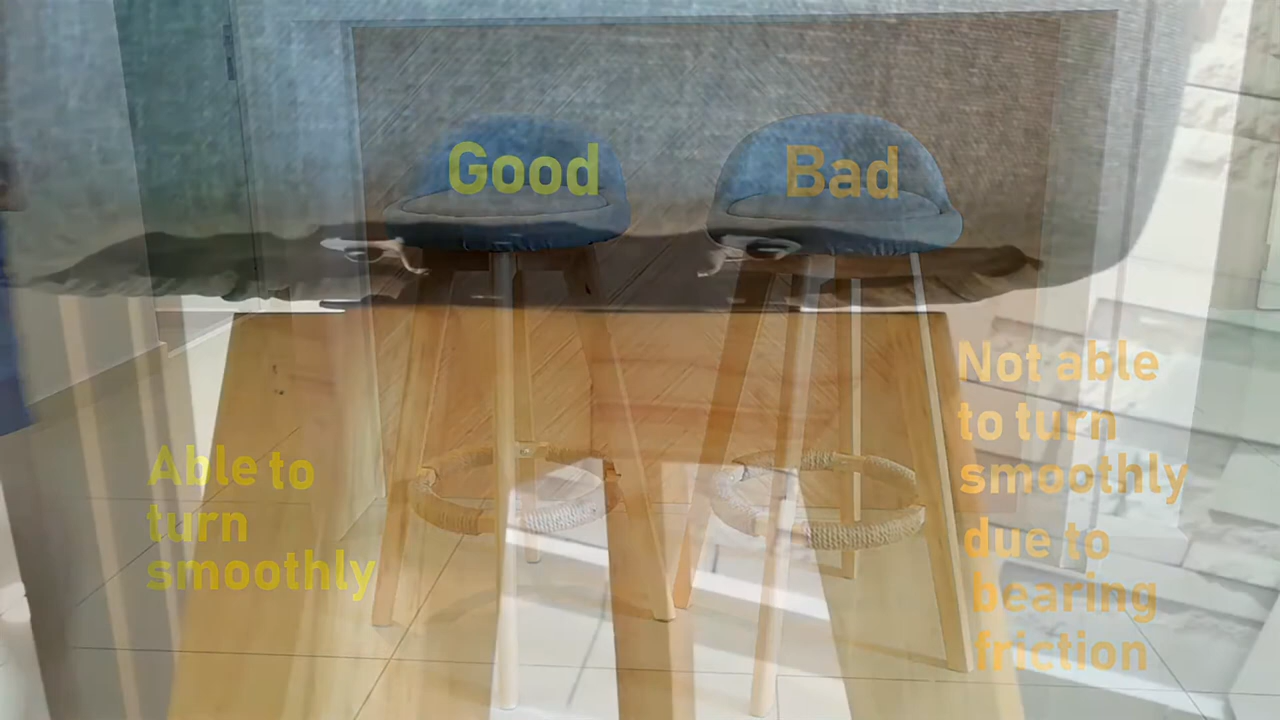 Good
Bad
Able to
turn
smoothly
Not able
to turn
smoothly
due to
bearing
friction